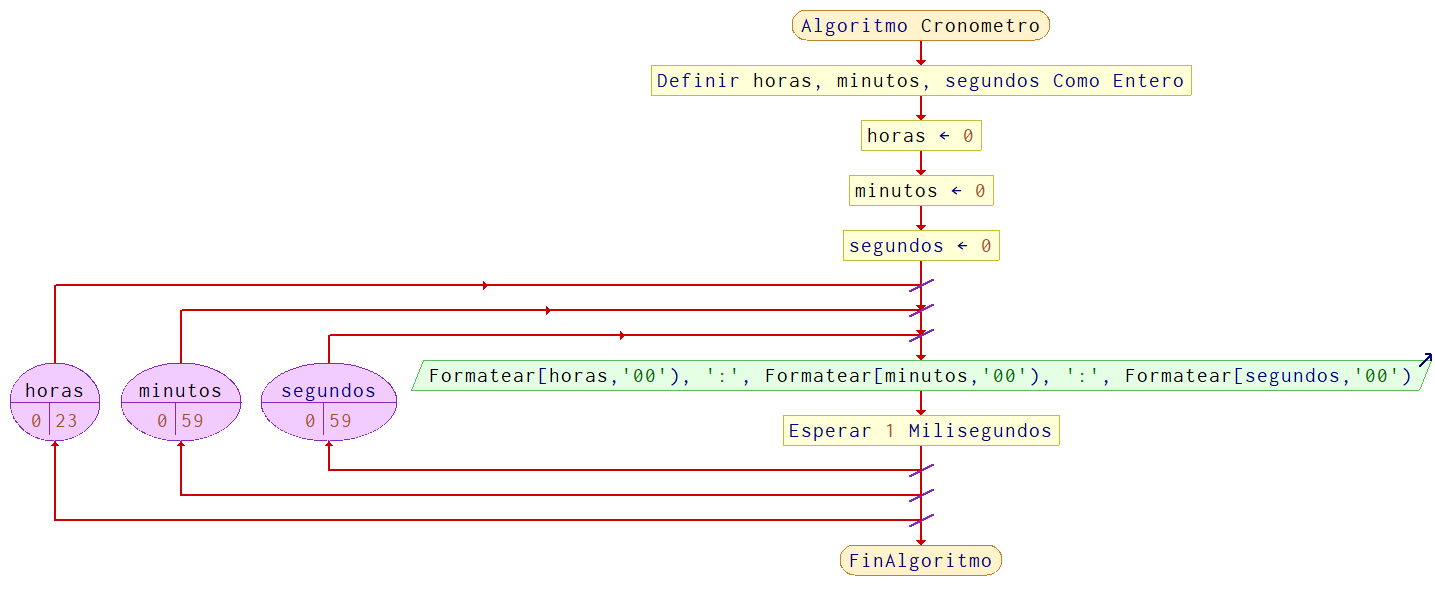 Algoritmo Cronometro
Definir horas, minutos, segundos Como Entero
horas ← 0
minutos ← 0
segundos ← 0
horas
0 23
minutos
0 59
segundos
0 59
Formatear[horas,'00'), ':', Formatear[minutos,'00'), ':', Formatear[segundos,'00')
Esperar 1 Milisegundos
FinAlgoritmo